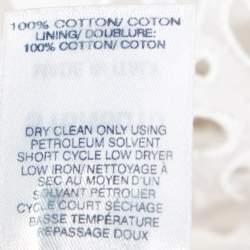 100% COTTON/ COTON
LINING/ DOUBLURE:
100% COTTON/ COTON
DRY CLEAN ONLY USING
PETROLEUM SOLVENT
SHORT CYCLE LOW DRYER
LOW IRON/NETTOYAGE À
SEC AU MOYEN D'UN
SOLVANT PETROLIER
CYCLE COURT SÉCHAGE
BASSE TEMPÉRATURE
REPASSAGE DOUX